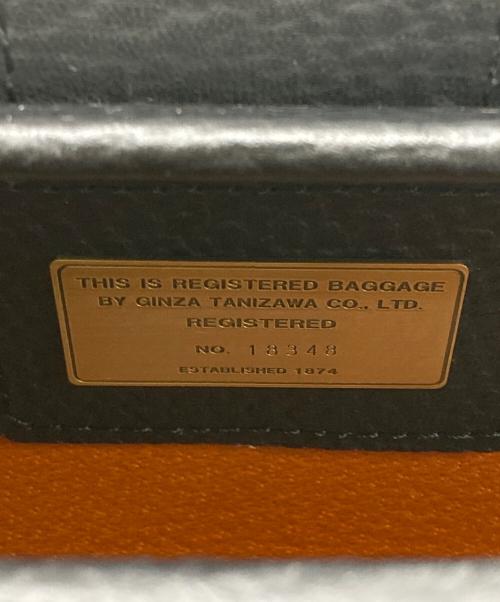 THIS IS REGISTERED BAGGAGE
BY GINZA TANIZAWA CO., LTD.
REGISTERED
NO. 18348
ESTABLISHED 1874